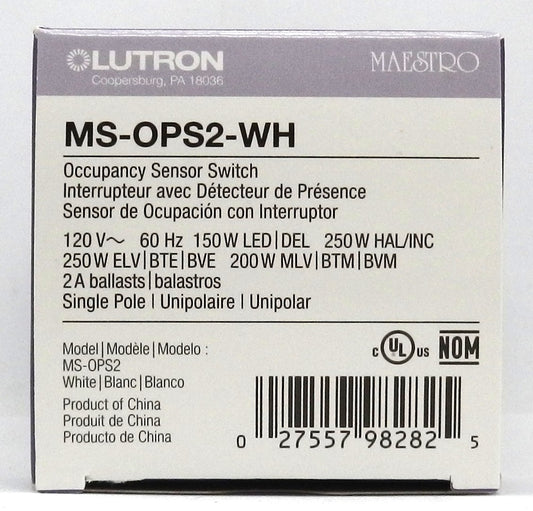 LUTRON
Coopersburg, PA 18036
MAESTRO
MS-OPS2-WH
Occupancy Sensor Switch
Interrupteur avec Détecteur de Présence
Sensor de Ocupación con Interruptor
120 V~ 60 Hz 150 W LED|DEL 250 W HAL/INC
250 W ELV|BTE|BVE 200 W MLV|BTM|BVM
2 A ballasts|balastros
Single Pole | Unipolaire | Unipolar
Model|Modèle|Modelo :
MS-OPS2
White|Blanc|Blanco
Product of China
Produit de China
Producto de China
C UL US NOM
0 27557 98282 5